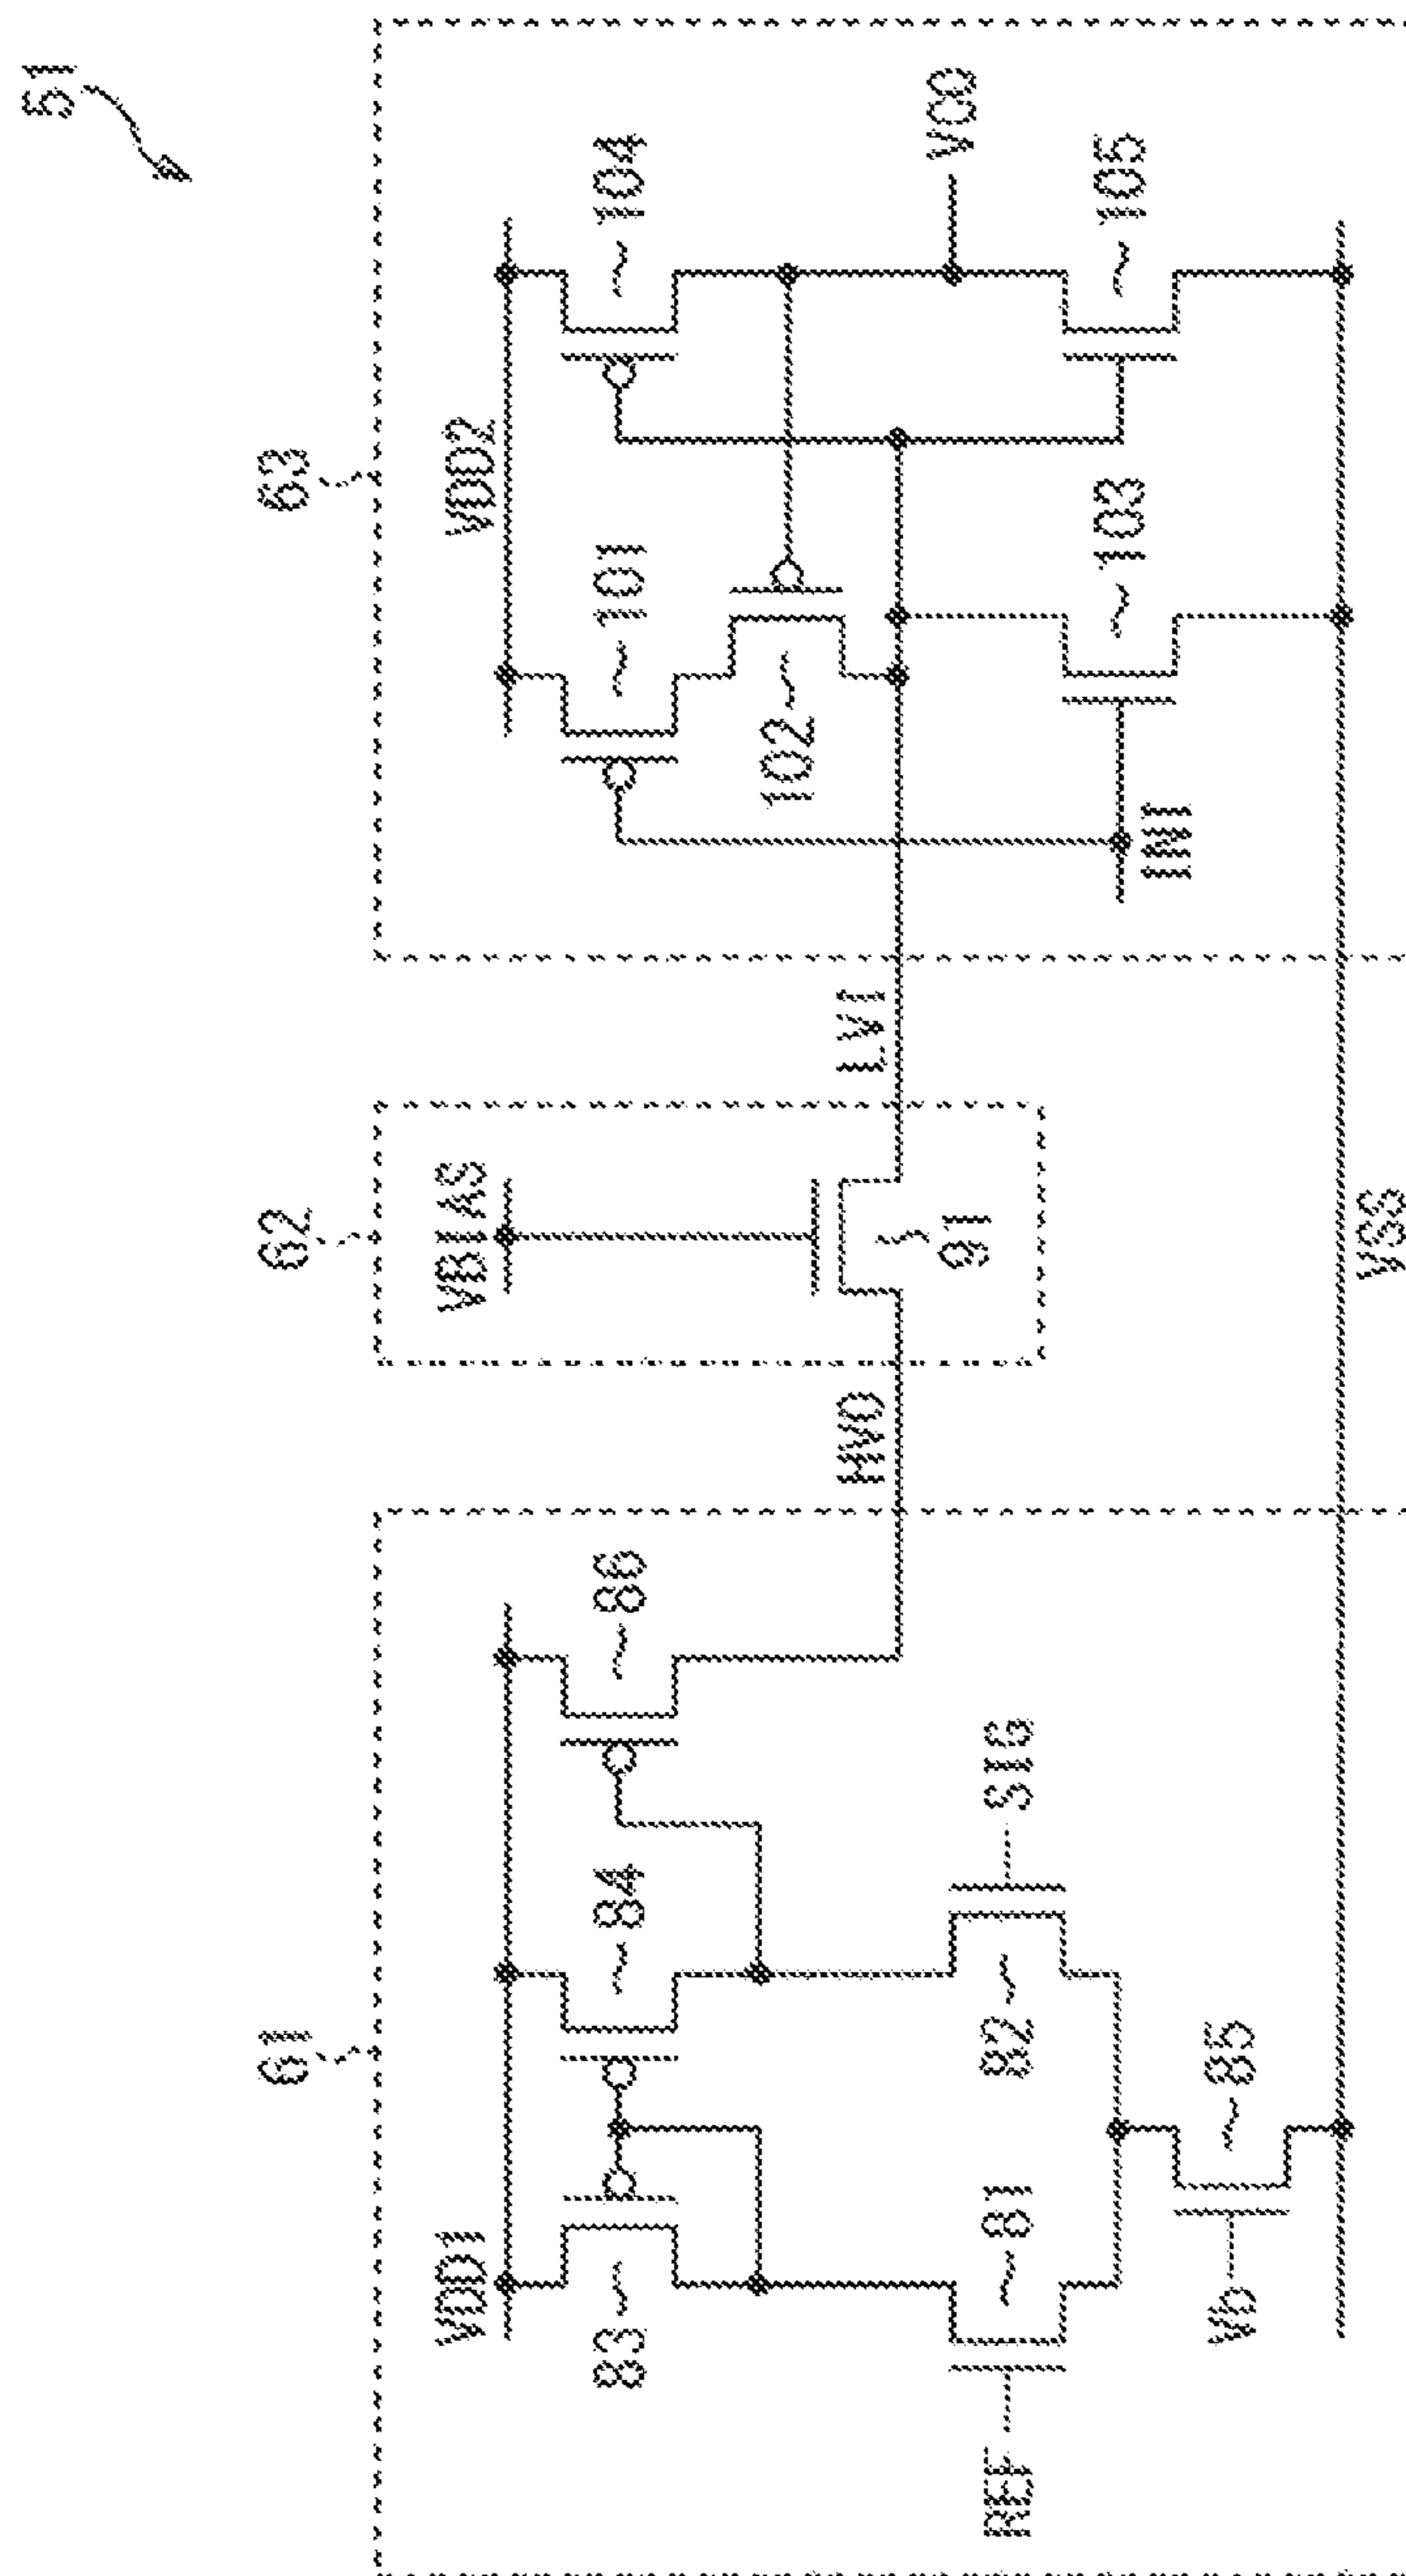 51
61
62
63
VDD1
VBIAS
VDD2
83
84
86
101
104
102
HVO
LVI
VCO
REF
81
82
SIG
91
103
105
INI
Vb
85
VSS